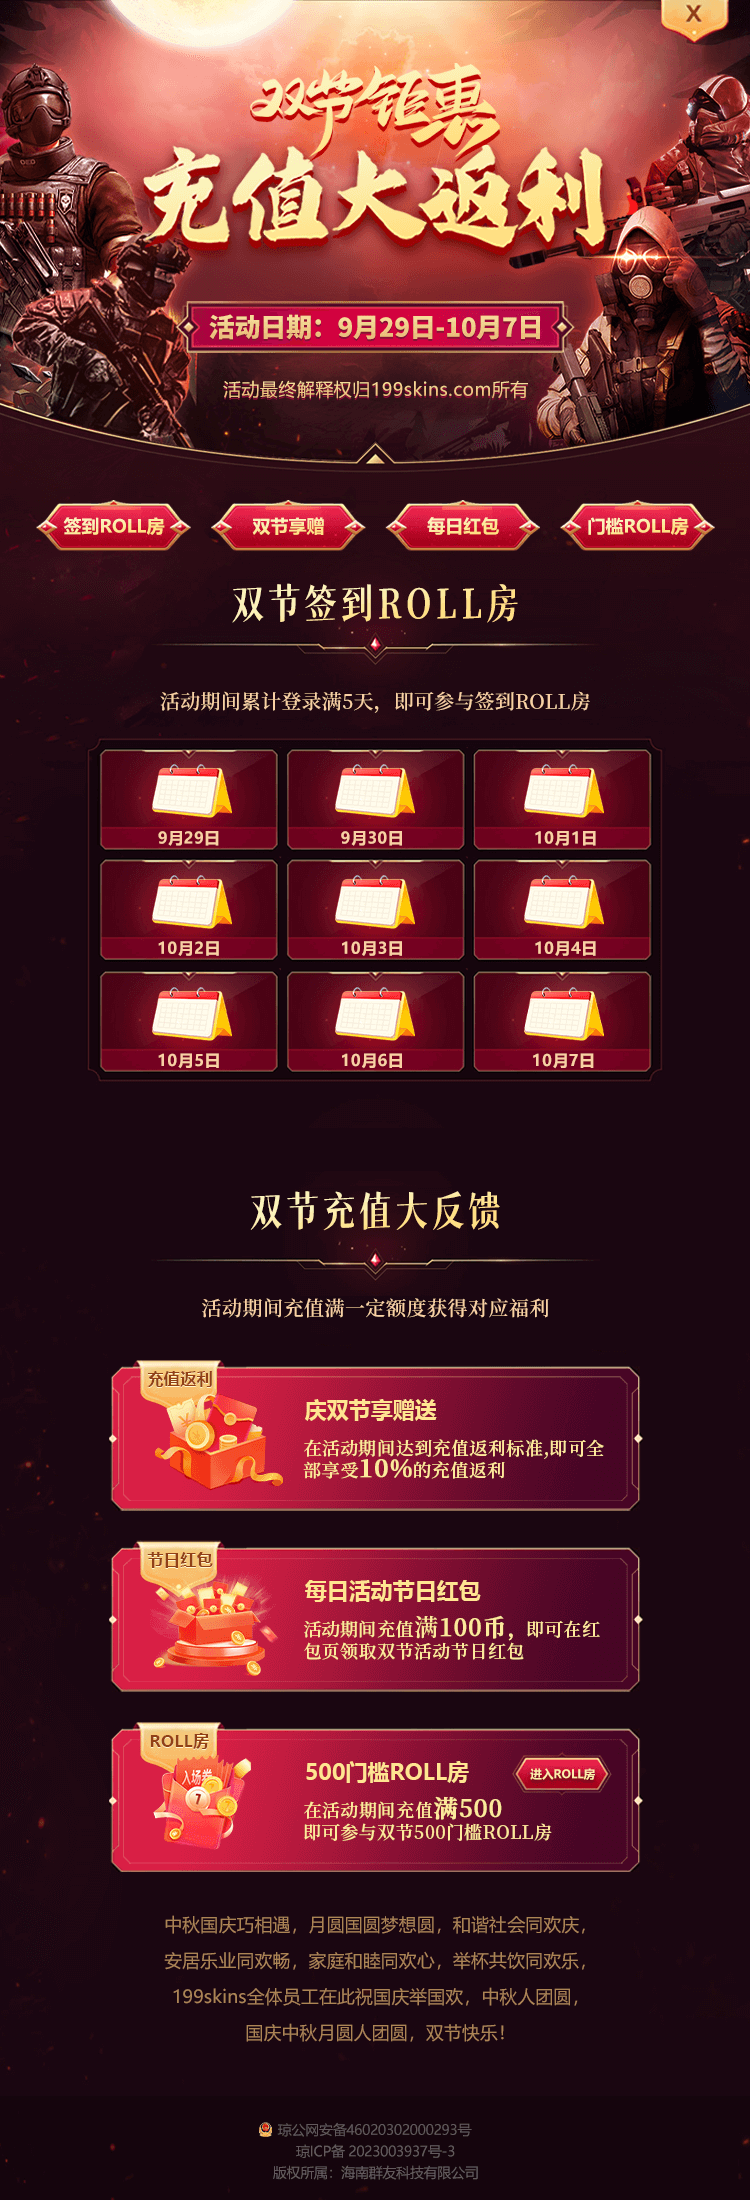 X
双节钜惠
充值大返利
活动日期：9月29日-10月7日
活动最终解释权归199skins.com所有
签到ROLL房 双节享赠 每日红包 门槛ROLL房
双节签到ROLL房
活动期间累计登录满5天，即可参与签到ROLL房
9月29日 9月30日 10月1日
10月2日 10月3日 10月4日
10月5日 10月6日 10月7日
双节充值大反馈
活动期间充值满一定额度获得对应福利
充值返利
庆双节享赠送
在活动期间达到充值返利标准,即可全
部享受10%的充值返利
节日红包
每日活动节日红包
活动期间充值满100币，即可在红
包页领取双节活动节日红包
ROLL房
入场券
7
500门槛ROLL房
进入ROLL房
在活动期间充值满500
即可参与双节500门槛ROLL房
中秋国庆巧相遇，月圆国圆梦想圆，和谐社会同欢庆，
安居乐业同欢畅，家庭和睦同欢心，举杯共饮同欢乐，
199skins全体员工在此祝国庆举国欢，中秋人团圆，
国庆中秋月圆人团圆，双节快乐！
琼公网安备46020302000293号
琼ICP备 2023003937号-3
版权所属：海南群友科技有限公司